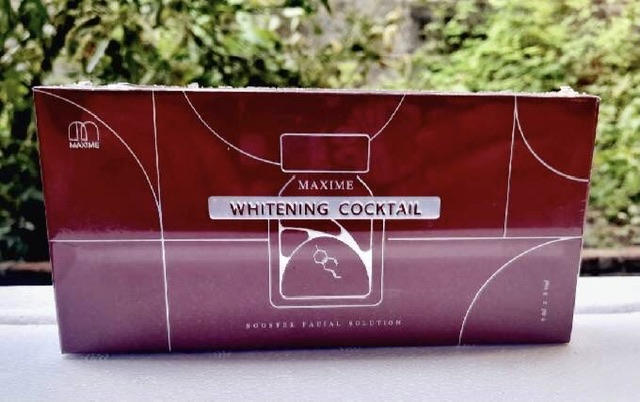 MAXIME
MAXIME
WHITENING COCKTAIL
BOOSTER FACIAL SOLUTION